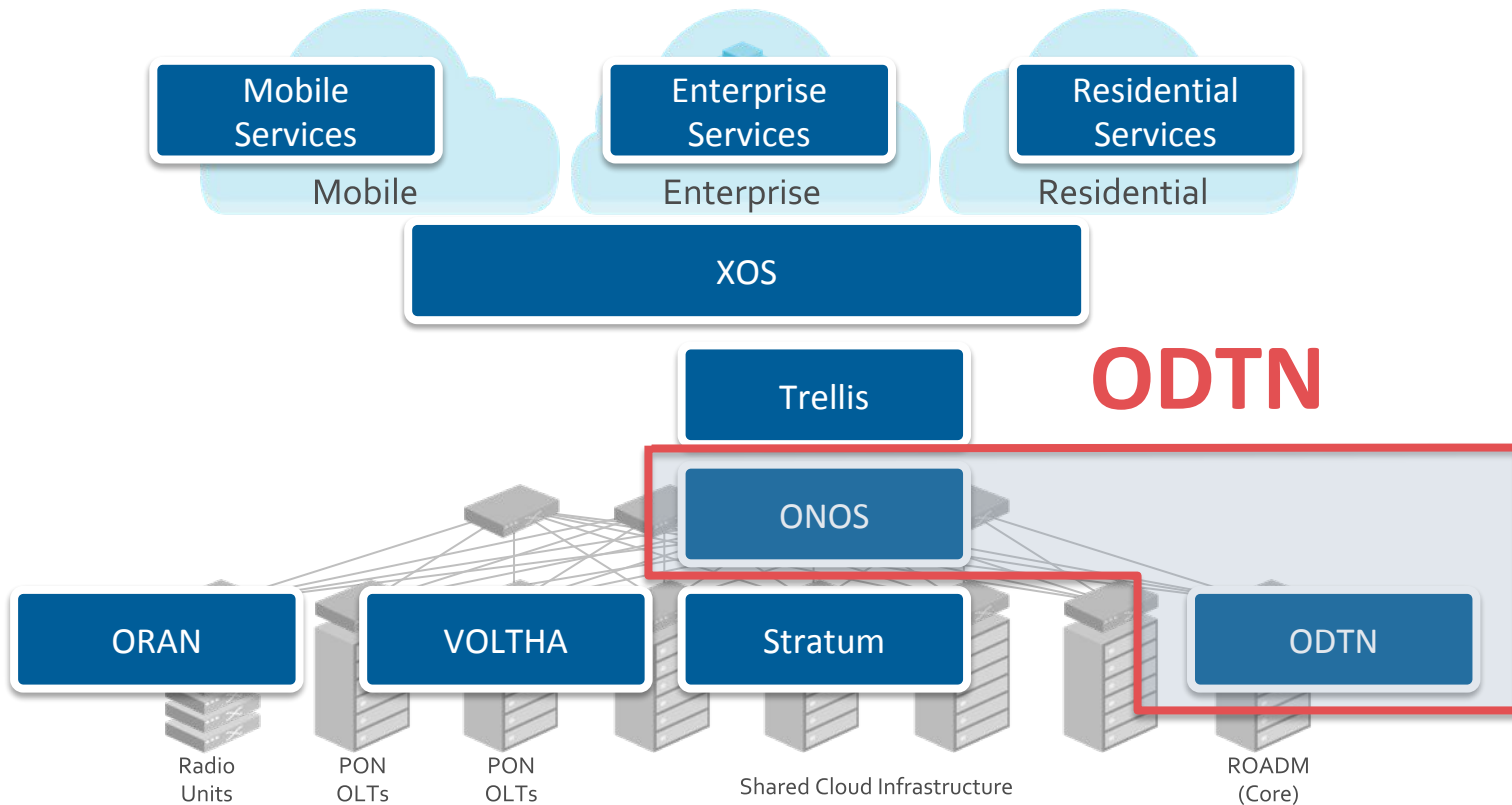 Mobile
Services
Enterprise
Services
Residential
Services
Mobile
Enterprise
Residential
XOS
Trellis
ODTN
ONOS
ORAN
VOLTHA
Stratum
ODTN
Radio
Units
PON
OLTs
PON
OLTs
Shared Cloud Infrastructure
ROADM
(Core)